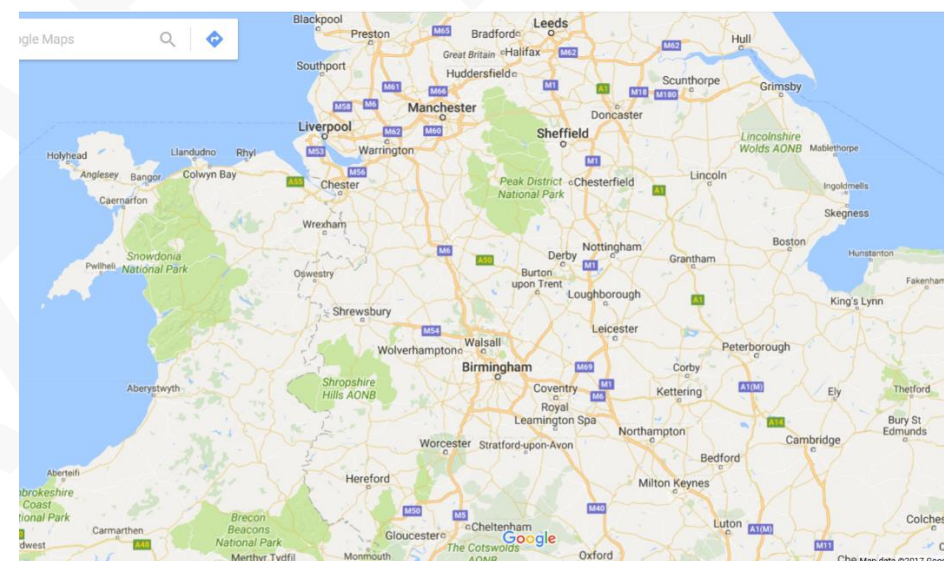 ogle Maps
Blackpool
Preston
M65
Bradford
Leeds
Great Britain
Halifax
M62
M62
Hull
Southport
Huddersfield
M61
M66
M1
A1
M18
M180
Scunthorpe
Grimsby
M58
M6
Manchester
Doncaster
Liverpool
M62
M60
Sheffield
Lincolnshire
Wolds AONB
Mablethorpe
Holyhead
Llandudno
Rhyl
M53
Warrington
M1
Anglesey
Bangor
Colwyn Bay
A55
M56
Chester
Peak District
National Park
Chesterfield
A1
Lincoln
Ingoldmells
Caernarfon
Skegness
Wrexham
Snowdonia
National Park
M6
A50
Derby
Nottingham
M1
Grantham
Boston
Hunstanton
Pwllheli
Oswestry
Burton
upon Trent
Fakenham
Loughborough
A1
King's Lynn
Shrewsbury
M54
Leicester
Wolverhampton
Walsall
Peterborough
Birmingham
M69
Corby
Aberystwyth
Shropshire
Hills AONB
Coventry
M1
M6
Kettering
A1(M)
Ely
Thetford
Royal
Leamington Spa
Northampton
A14
Bury St
Edmunds
Worcester
Stratford-upon-Avon
Cambridge
Bedford
Aberteifi
Hereford
Milton Keynes
mbrokeshire
Coast
tional Park
M50
M5
M40
Carmarthen
Brecon
Beacons
National Park
Cheltenham
Gloucester
Google
Luton
A1(M)
Colches
dwest
A48
Merthyr Tydfil
Monmouth
The Cotswolds
AONB
Oxford
M11
Che
Map data ©2017 Goo